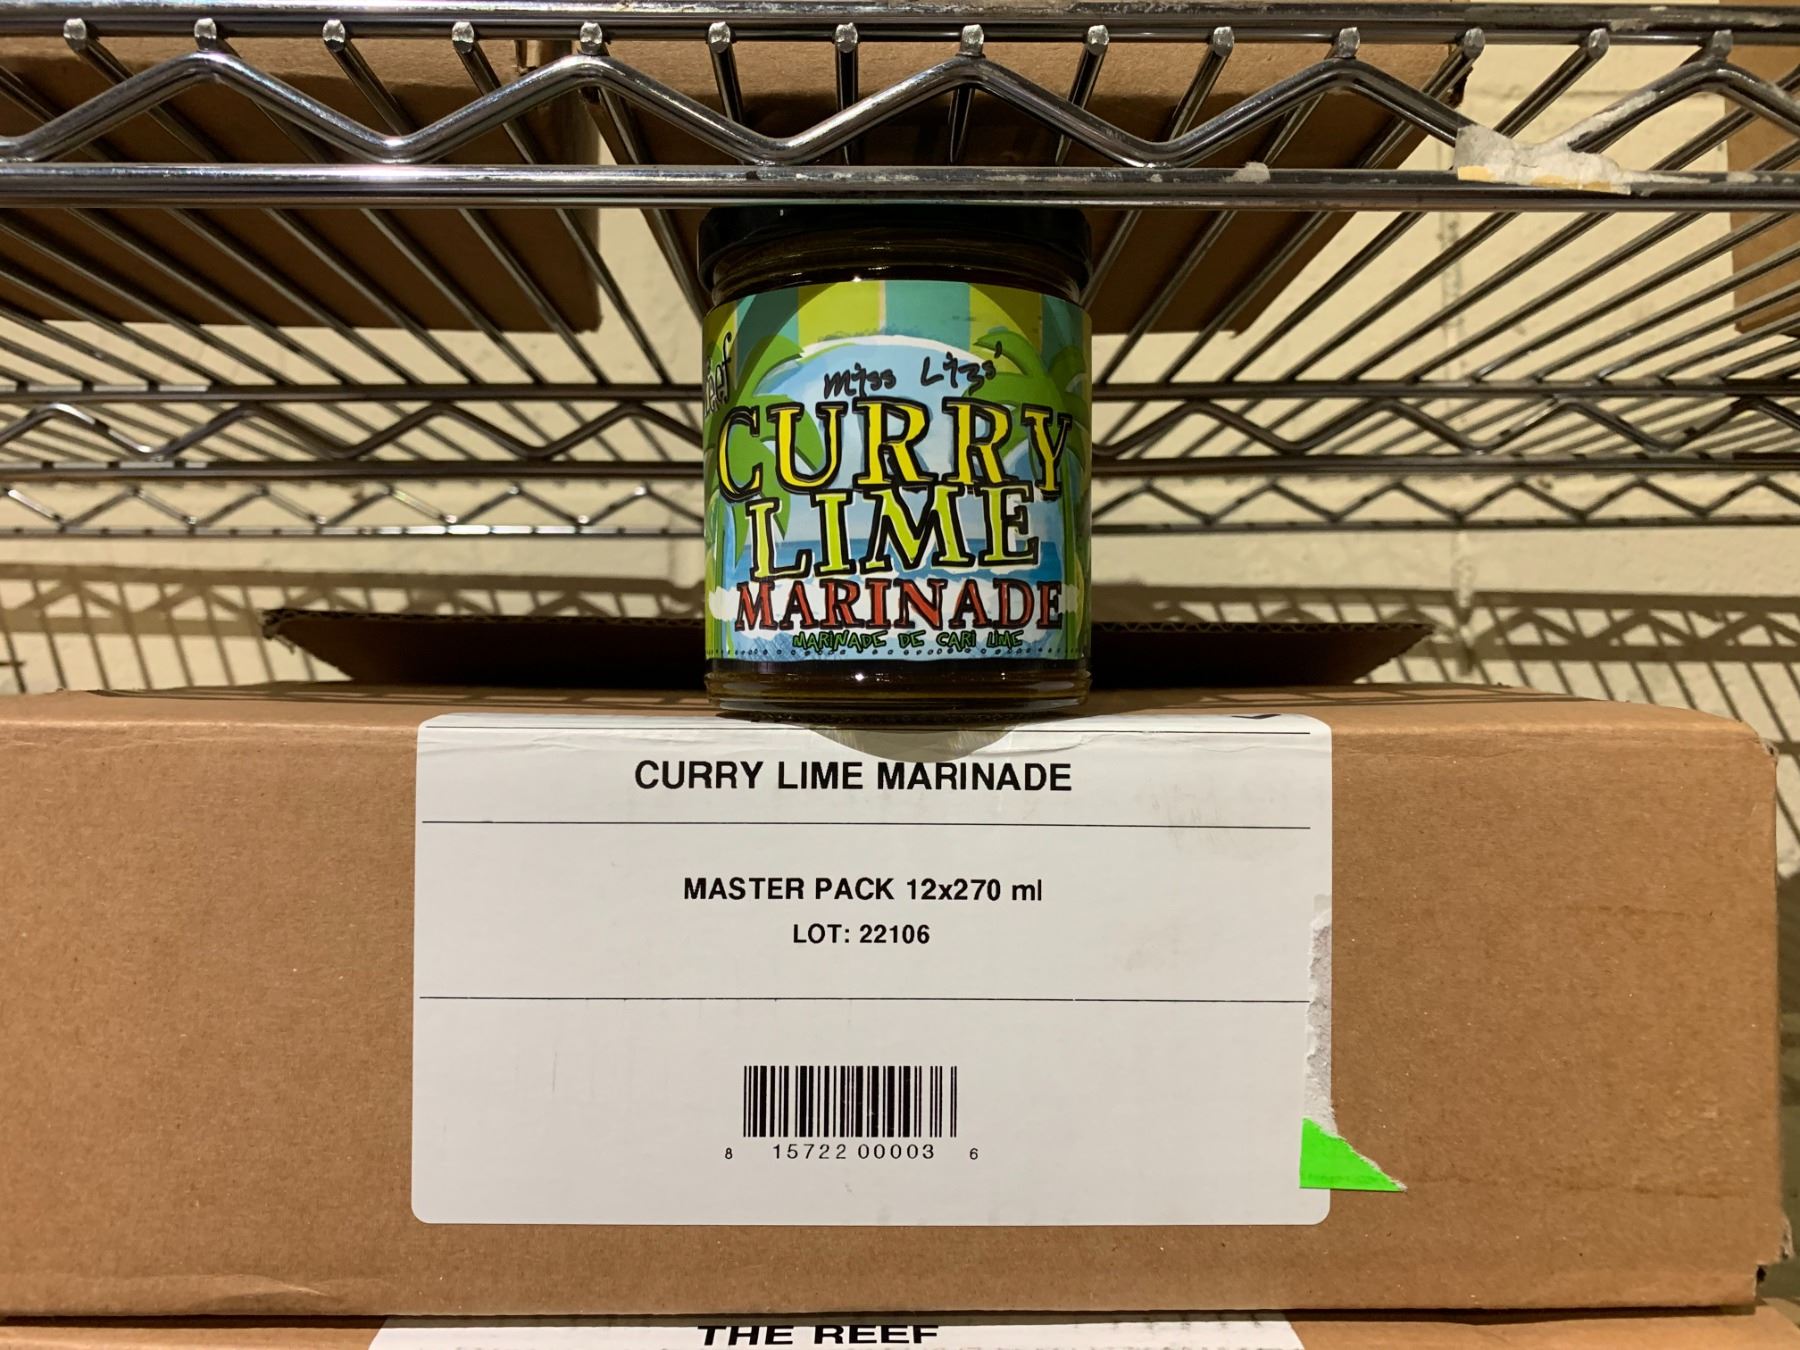 Miss Lizs'
CURRY
LIME
MARINADE
MARINADE DE CARI LIME
CURRY LIME MARINADE
MASTER PACK 12x270 ml
LOT: 22106
8 15722 00003 6
THE REEF